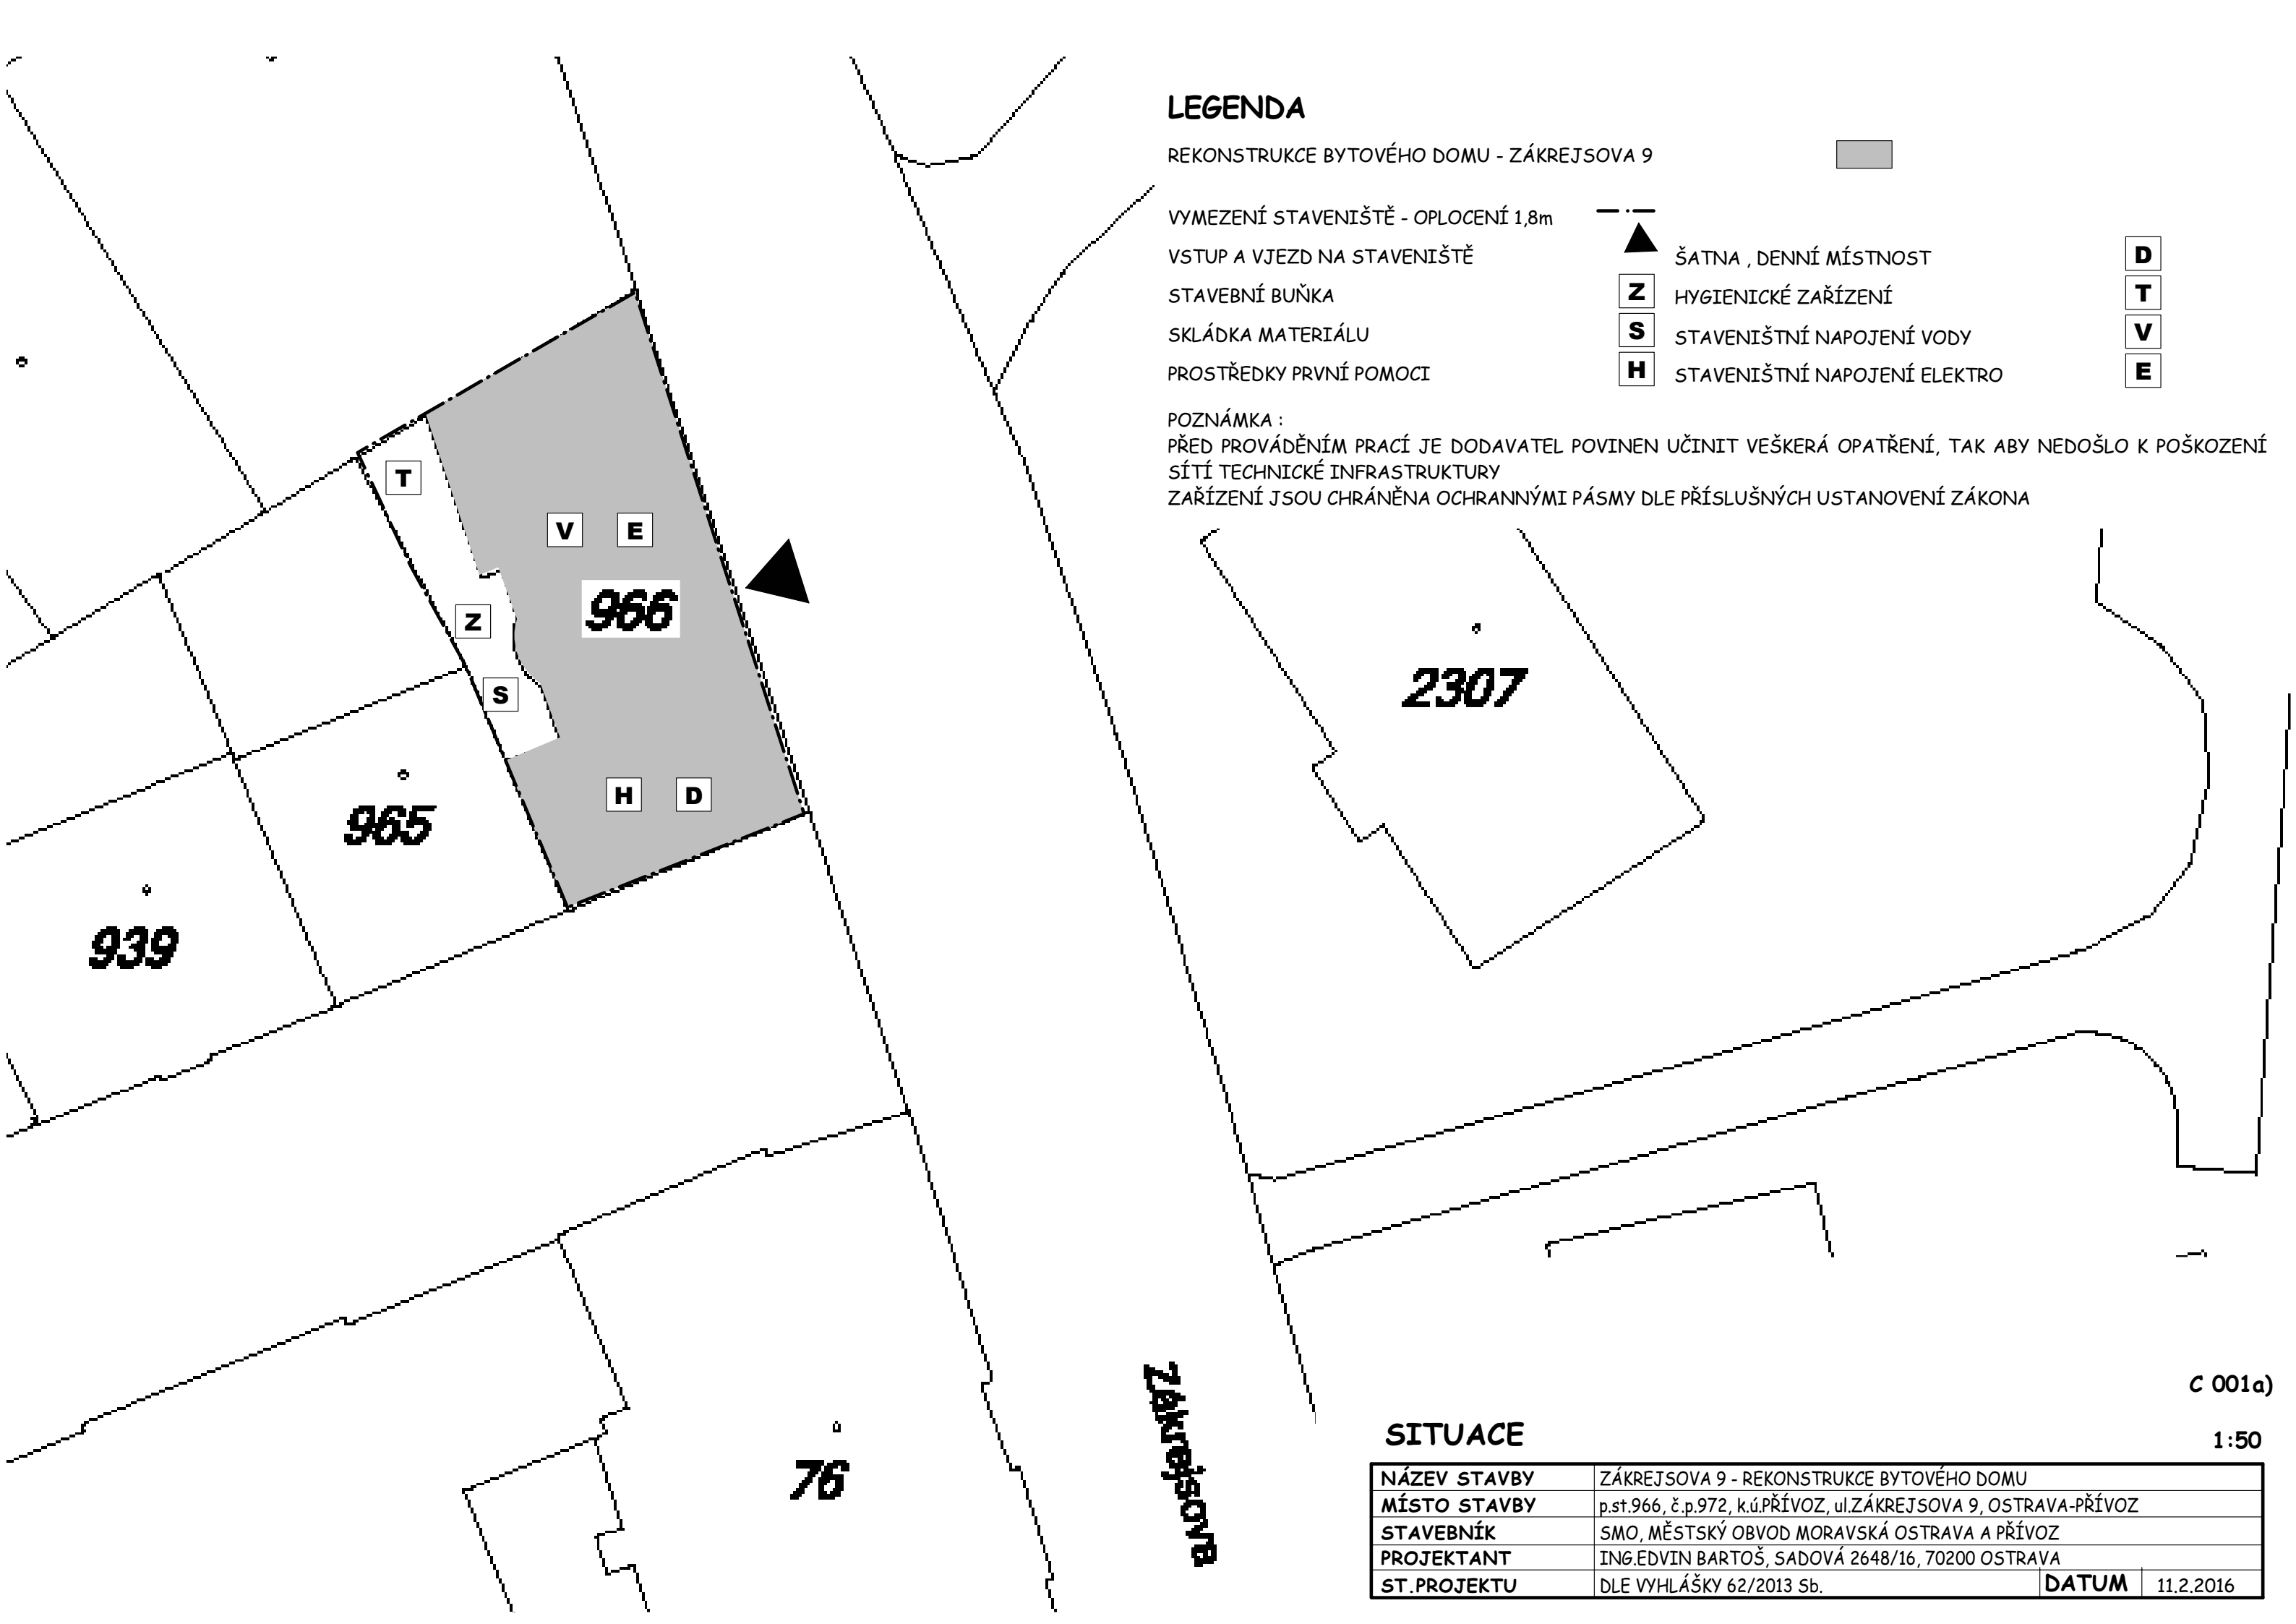 LEGENDA
REKONSTRUKCE BYTOVÉHO DOMU - ZÁKREJSOVA 9
VYMEZENÍ STAVENIŠTĚ - OPLOCENÍ 1,8m
VSTUP A VJEZD NA STAVENIŠTĚ
ŠATNA , DENNÍ MÍSTNOST D
STAVEBNÍ BUŇKA Z
HYGIENICKÉ ZAŘÍZENÍ T
SKLÁDKA MATERIÁLU S
STAVENIŠTNÍ NAPOJENÍ VODY V
PROSTŘEDKY PRVNÍ POMOCI H
STAVENIŠTNÍ NAPOJENÍ ELEKTRO E
POZNÁMKA :
PŘED PROVÁDĚNÍM PRACÍ JE DODAVATEL POVINEN UČINIT VEŠKERÁ OPATŘENÍ, TAK ABY NEDOŠLO K POŠKOZENÍ
SÍTÍ TECHNICKÉ INFRASTRUKTURY
ZAŘÍZENÍ JSOU CHRÁNĚNA OCHRANNÝMI PÁSMY DLE PŘÍSLUŠNÝCH USTANOVENÍ ZÁKONA
T
V E
966
Z
S
H D
2307
965
939
76
Zákrejsova
C 001a)
SITUACE
1:50
NÁZEV STAVBY ZÁKREJSOVA 9 - REKONSTRUKCE BYTOVÉHO DOMU
MÍSTO STAVBY p.st.966, č.p.972, k.ú.PŘÍVOZ, ul.ZÁKREJSOVA 9, OSTRAVA-PŘÍVOZ
STAVEBNÍK SMO, MĚSTSKÝ OBVOD MORAVSKÁ OSTRAVA A PŘÍVOZ
PROJEKTANT ING.EDVIN BARTOŠ, SADOVÁ 2648/16, 70200 OSTRAVA
ST.PROJEKTU DLE VYHLÁŠKY 62/2013 Sb. DATUM 11.2.2016